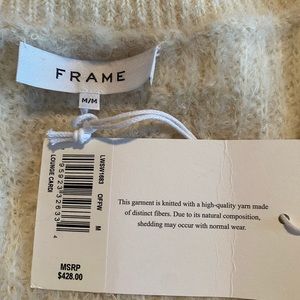 FRAME
M/M
LWSW1683 OFFW M
LOUNGE CARDI
MSRP
$428.00
This garment is knitted with a high-quality yarn made
of distinct fibers. Due to its natural composition,
shedding may occur with normal wear.